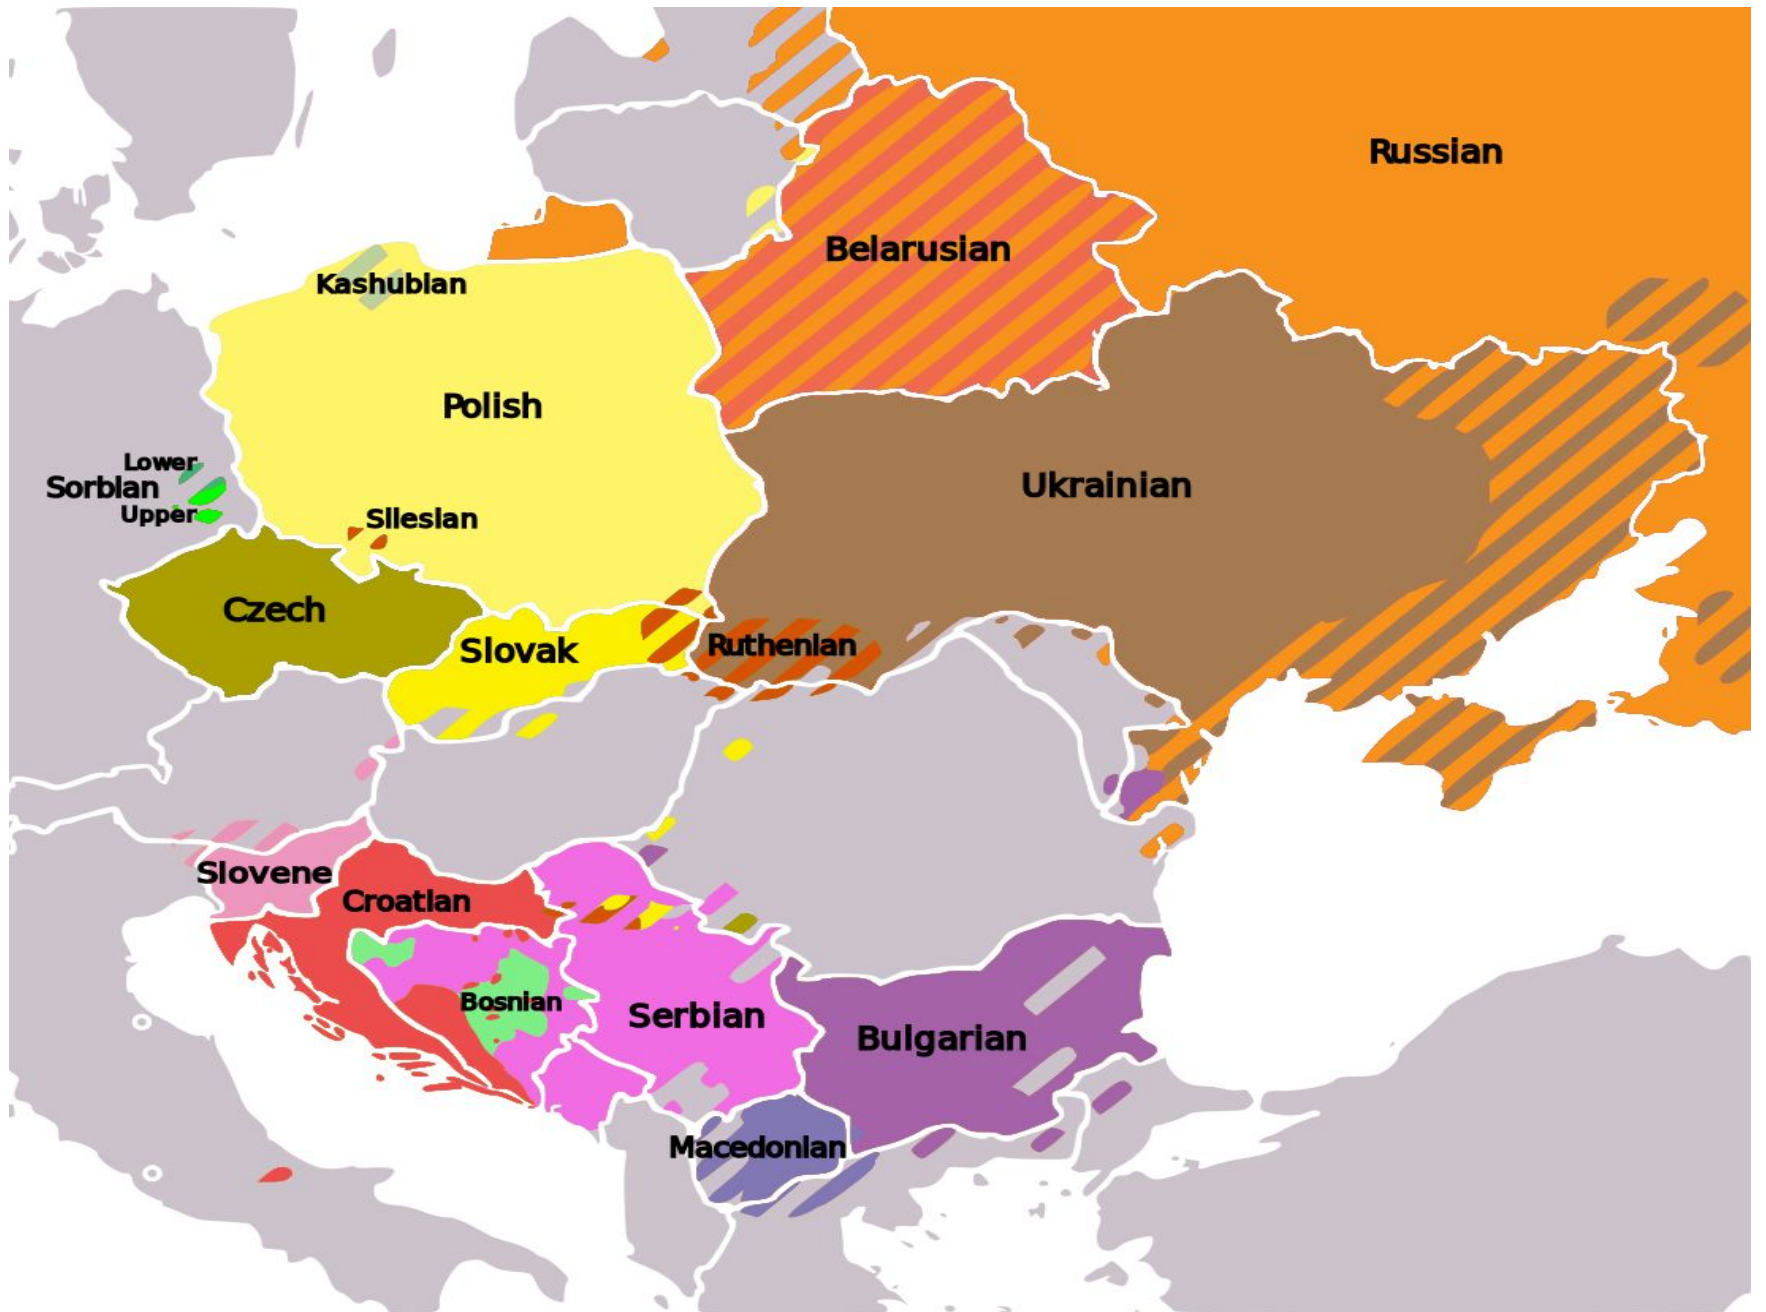 Russian
Belarusian
Kashubian
Polish
Lower
Sorbian
Upper
Silesian
Ukrainian
Czech
Slovak
Ruthenian
Slovene
Croatian
Bosnian
Serbian
Bulgarian
Macedonian